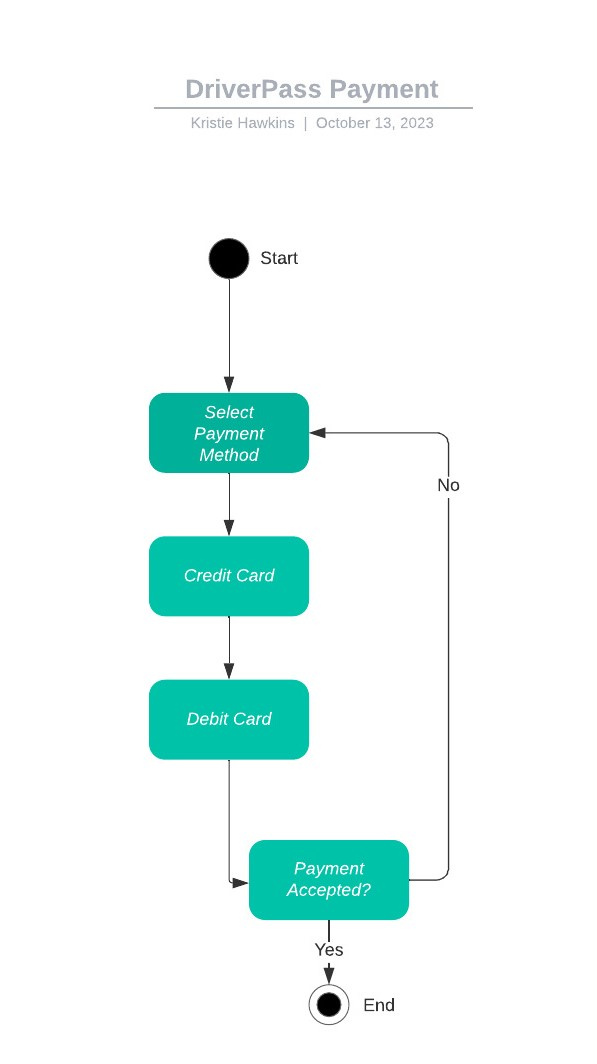 DriverPass Payment
Kristie Hawkins | October 13, 2023
Start
Select
Payment
Method
No
Credit Card
Debit Card
Payment
Accepted?
Yes
End